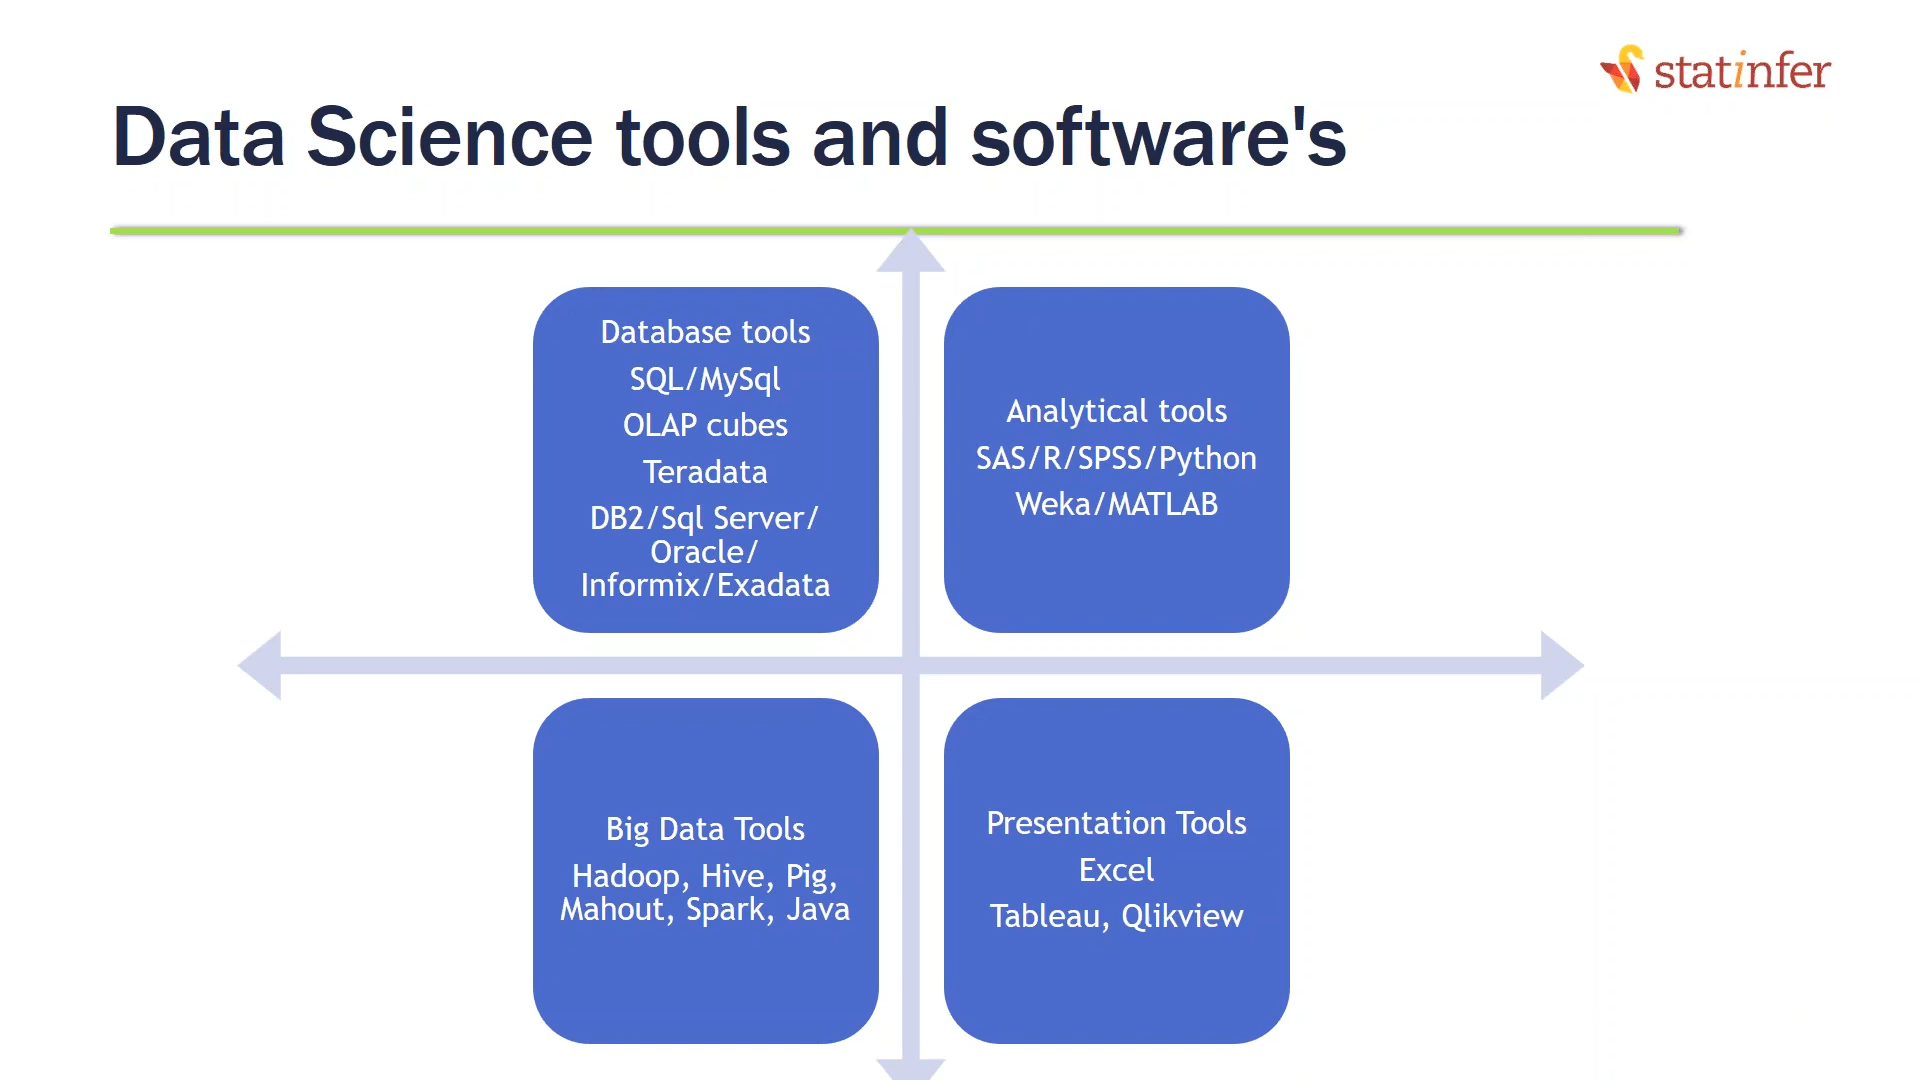 statinfer
Data Science tools and software's
Database tools
SQL/MySql
OLAP cubes
Teradata
DB2/Sql Server/
Oracle/
Informix/Exadata
Analytical tools
SAS/R/SPSS/Python
Weka/MATLAB
Big Data Tools
Hadoop, Hive, Pig,
Mahout, Spark, Java
Presentation Tools
Excel
Tableau, Qlikview